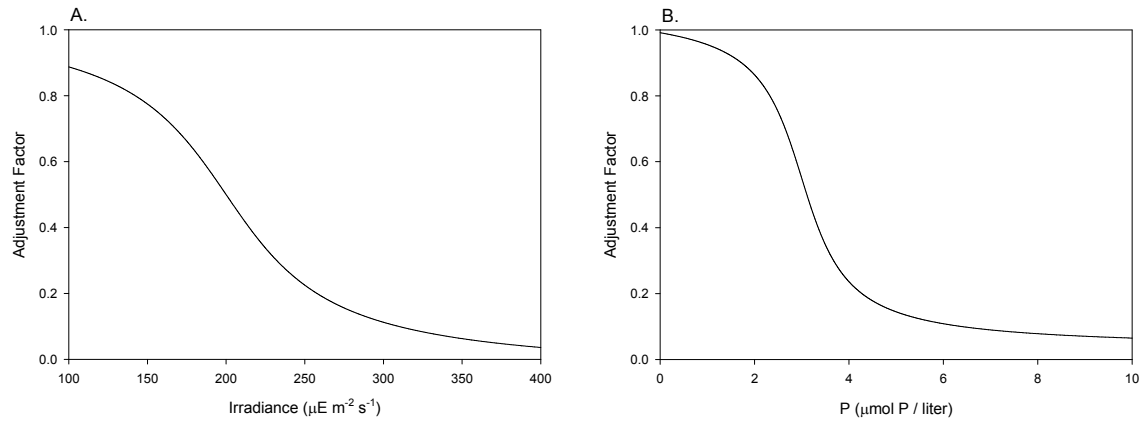 A.
1.0
0.8
0.6
0.4
0.2
0.0
Adjustment Factor
100 150 200 250 300 350 400
Irradiance (μE m⁻² s⁻¹)
B.
1.0
0.8
0.6
0.4
0.2
0.0
Adjustment Factor
0 2 4 6 8 10
P (μmol P / liter)